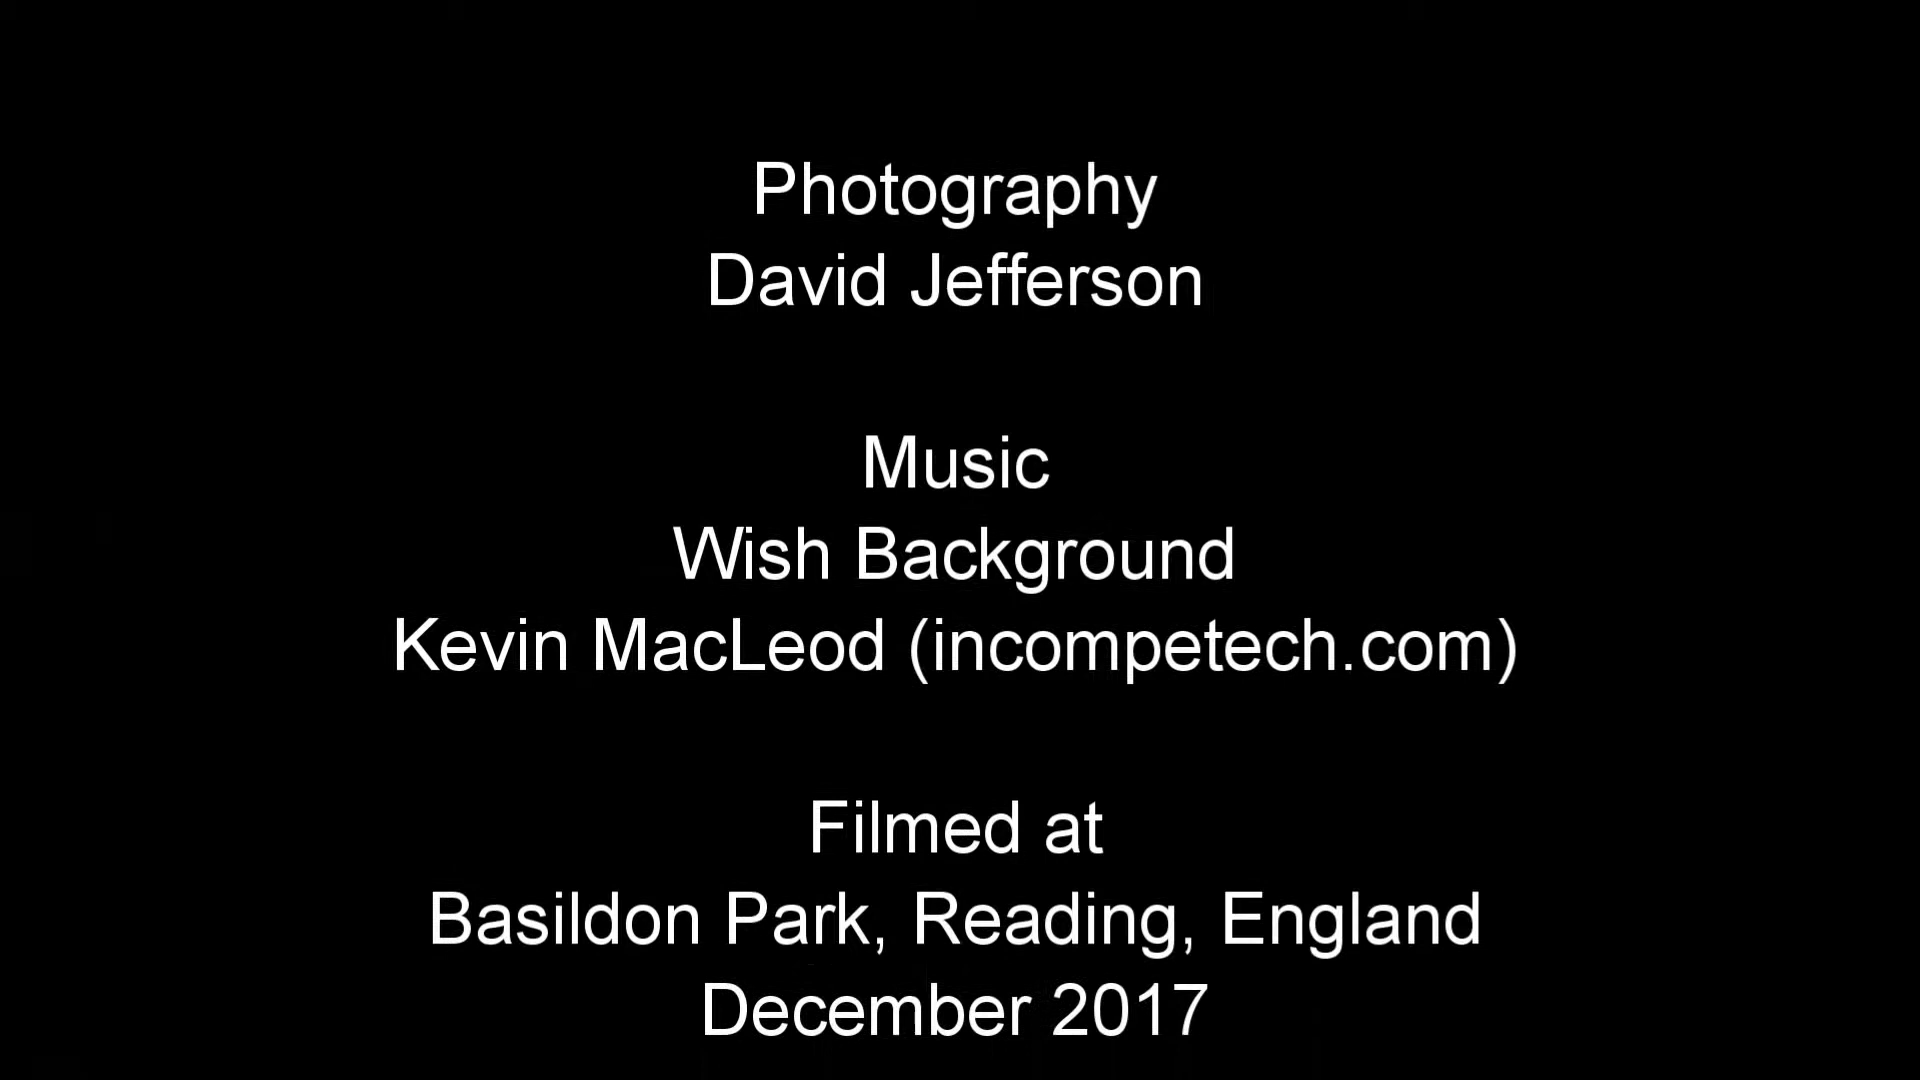 Photography
David Jefferson
Music
Wish Background
Kevin MacLeod (incompetech.com)
Filmed at
Basildon Park, Reading, England
December 2017